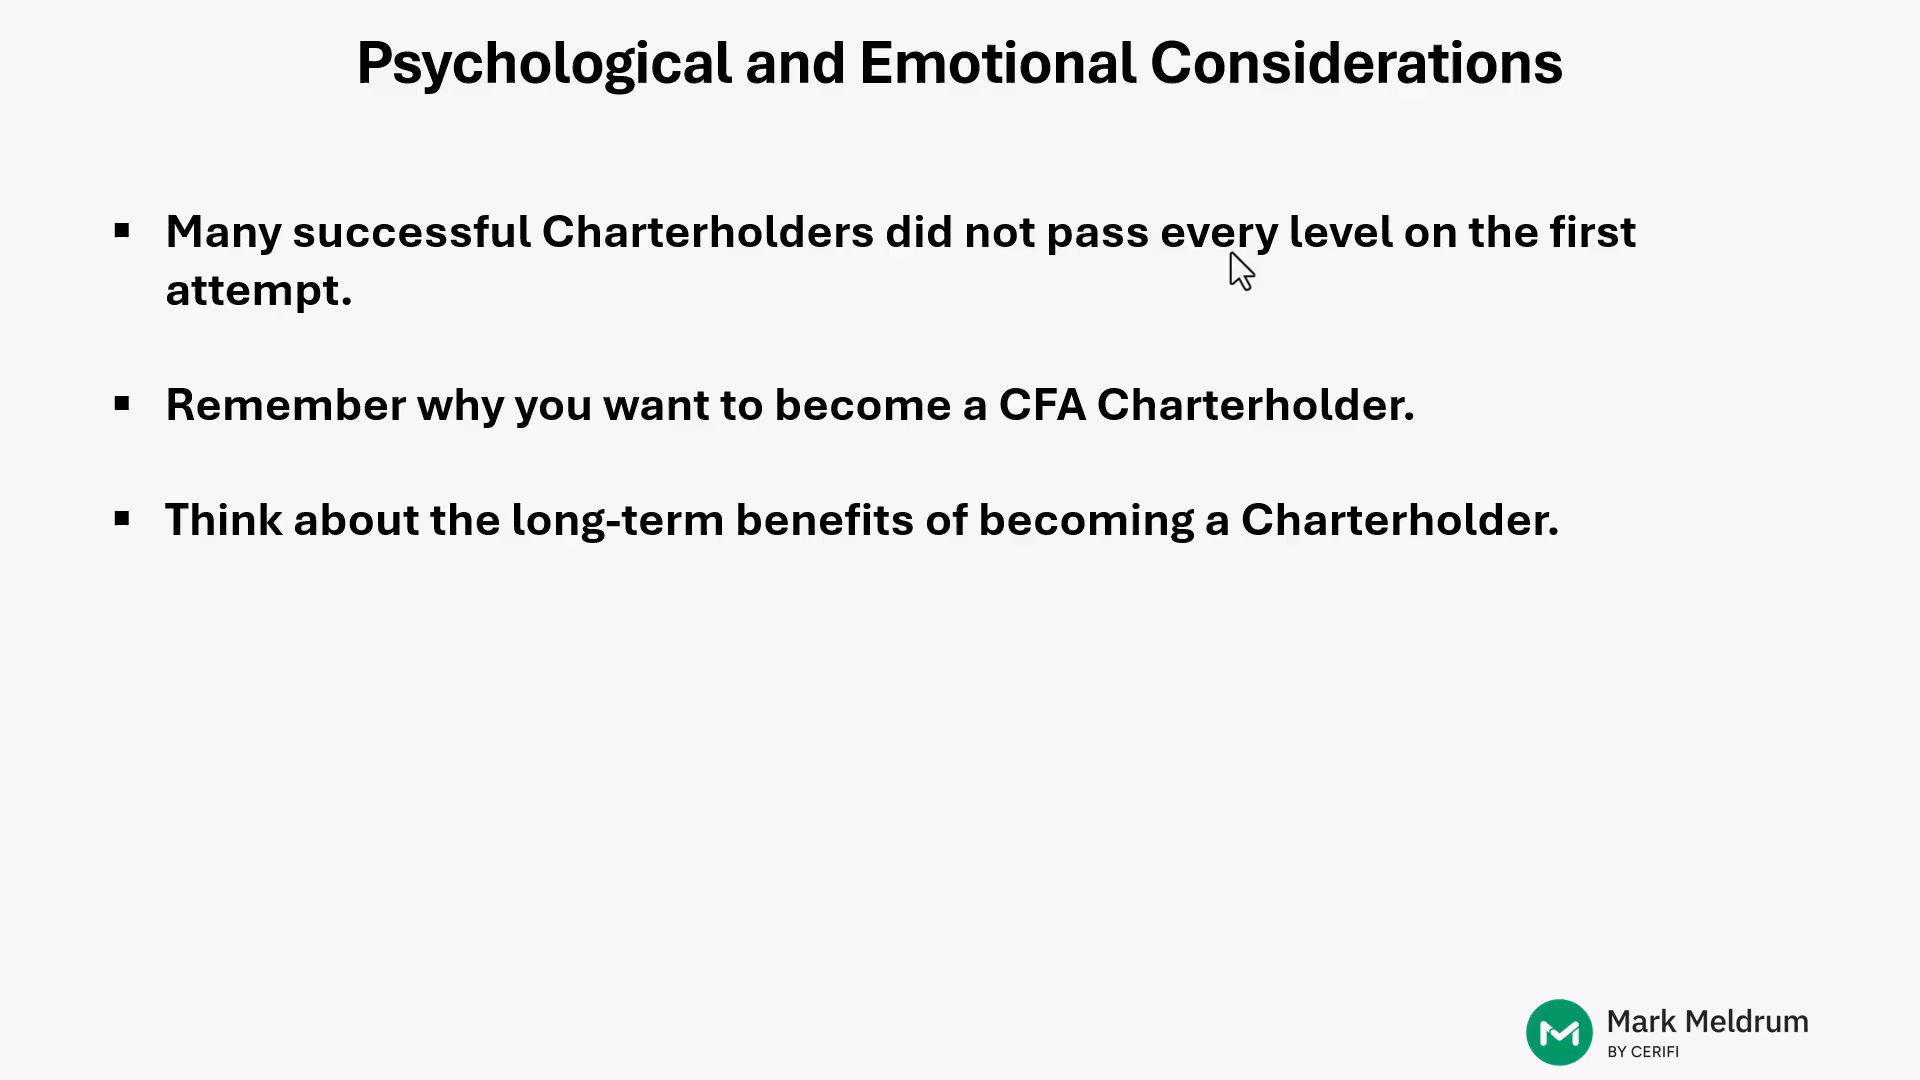 Psychological and Emotional Considerations
▪ Many successful Charterholders did not pass every level on the first
attempt.
▪ Remember why you want to become a CFA Charterholder.
▪ Think about the long-term benefits of becoming a Charterholder.
Mark Meldrum
BY CERIFI